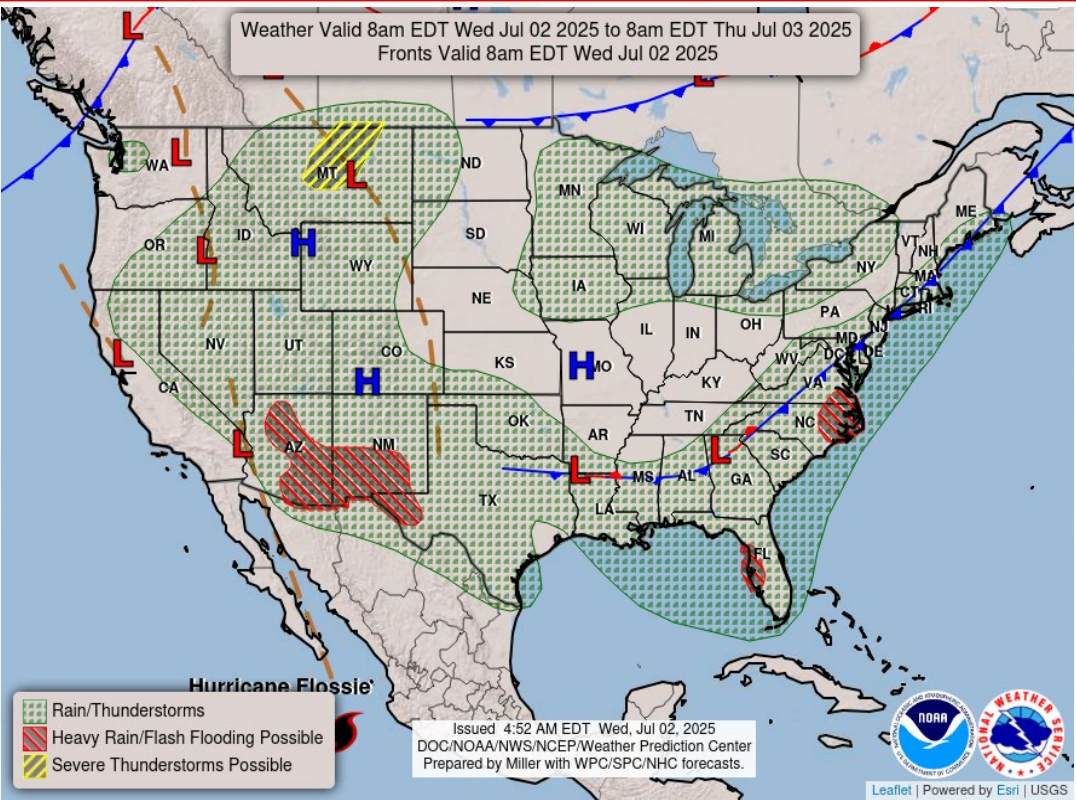 Weather Valid 8am EDT Wed Jul 02 2025 to 8am EDT Thu Jul 03 2025
Fronts Valid 8am EDT Wed Jul 02 2025
L
L
L
WA
L
MT
L
ND
MN
WI
MI
ME
VT
NH
OR
L
ID
H
WY
SD
NY
MA
CT
RI
IA
NE
PA
NJ
NV
UT
CO
IL
IN
OH
MD
DE
DC
WV
VA
L
CA
H
KS
H
MO
KY
NC
TN
OK
AR
L
AZ
NM
L
L
SC
MS
AL
GA
TX
LA
FL
Hurricane Flossie
Rain/Thunderstorms
Heavy Rain/Flash Flooding Possible
Severe Thunderstorms Possible
Issued 4:52 AM EDT Wed, Jul 02, 2025
DOC/NOAA/NWS/NCEP/Weather Prediction Center
Prepared by Miller with WPC/SPC/NHC forecasts.
NOAA
NATIONAL WEATHER SERVICE
Leaflet | Powered by Esri | USGS